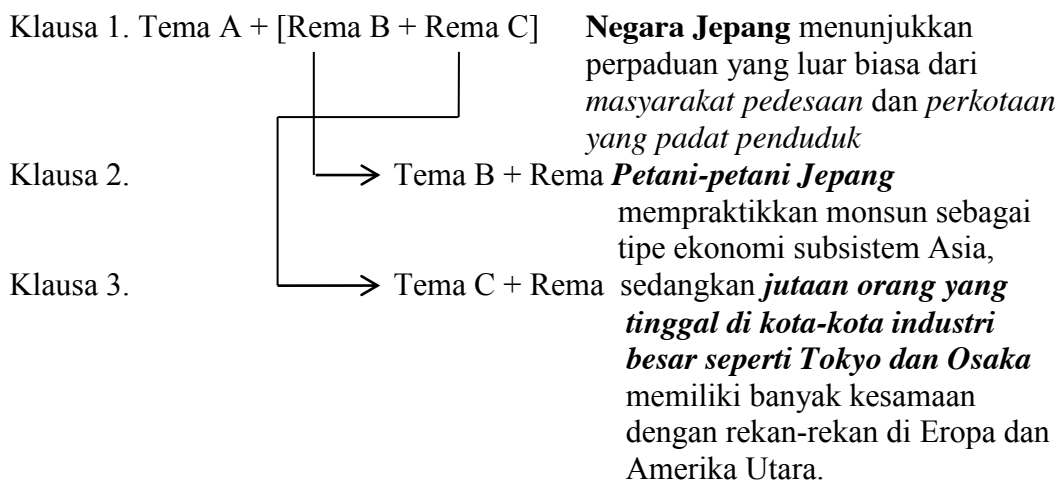 Klausa 1. Tema A + [Rema B + Rema C] Negara Jepang menunjukkan
perpaduan yang luar biasa dari
masyarakat pedesaan dan perkotaan
yang padat penduduk
Klausa 2. Tema B + Rema Petani-petani Jepang
mempraktikkan monsun sebagai
tipe ekonomi subsistem Asia,
Klausa 3. Tema C + Rema sedangkan jutaan orang yang
tinggal di kota-kota industri
besar seperti Tokyo dan Osaka
memiliki banyak kesamaan
dengan rekan-rekan di Eropa dan
Amerika Utara.